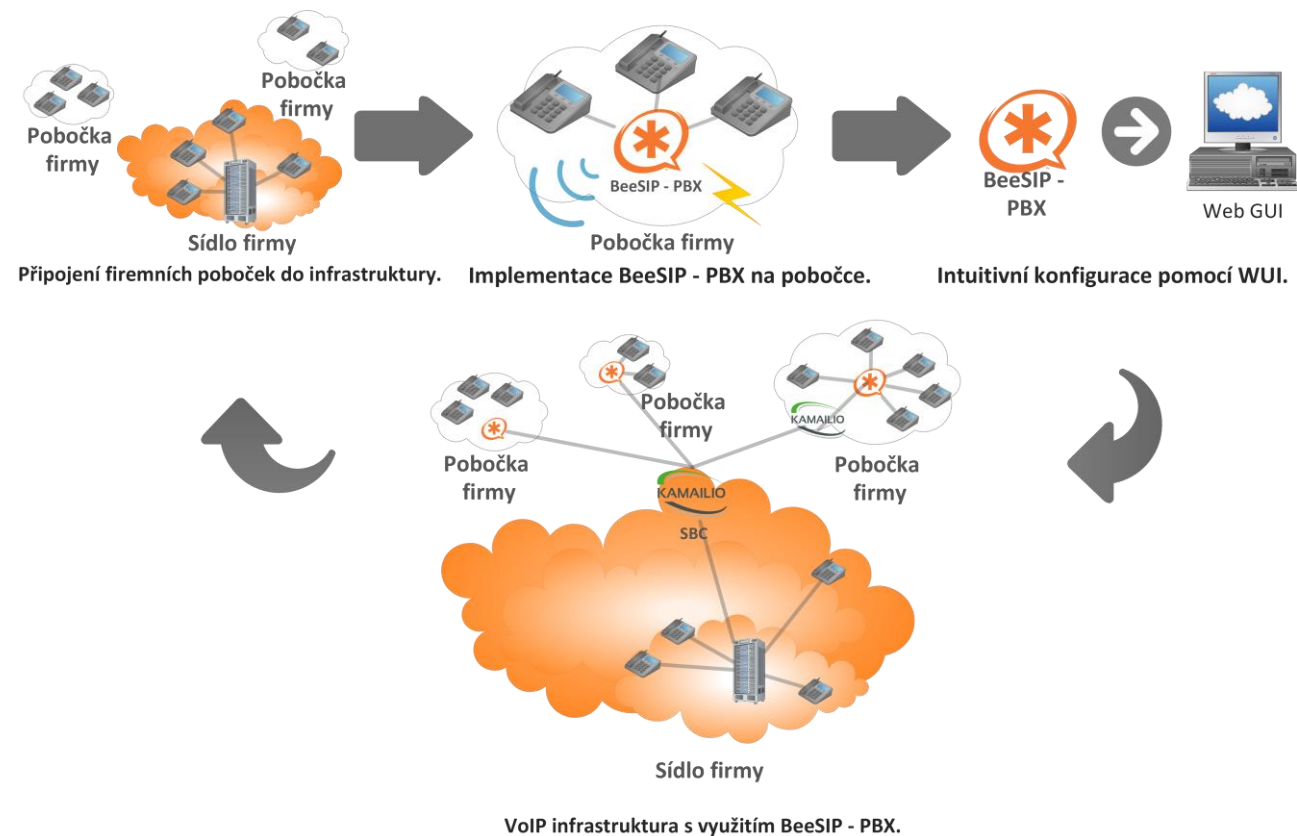 Pobočka
firmy
Pobočka
firmy
Sídlo firmy
Připojení firemních poboček do infrastruktury.
BeeSIP - PBX
Pobočka firmy
Implementace BeeSIP - PBX na pobočce.
BeeSIP -
PBX
Web GUI
Intuitivní konfigurace pomocí WUI.
Pobočka
firmy
Pobočka
firmy
KAMAILIO
Pobočka
firmy
KAMAILIO
SBC
Sídlo firmy
VoIP infrastruktura s využitím BeeSIP - PBX.